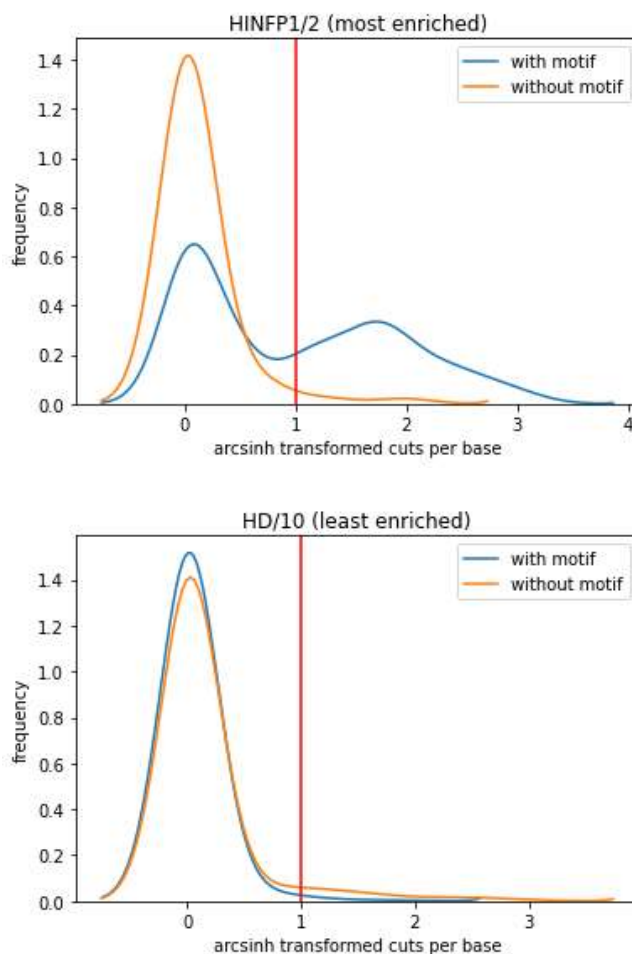 HINFP1/2 (most enriched)
with motif
without motif
1.4
1.2
1.0
0.8
0.6
0.4
0.2
0.0
frequency
0 1 2 3 4
arcsinh transformed cuts per base
HD/10 (least enriched)
with motif
without motif
1.4
1.2
1.0
0.8
0.6
0.4
0.2
0.0
frequency
0 1 2 3
arcsinh transformed cuts per base